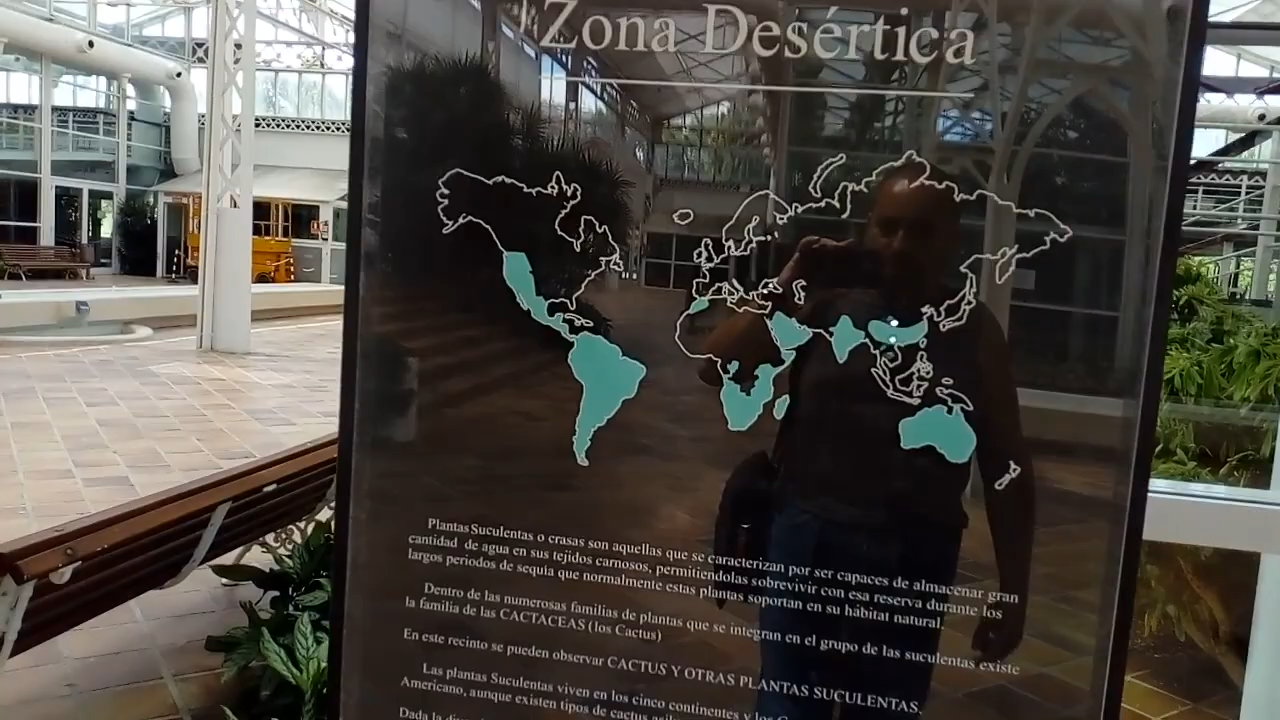 Zona Desértica
Plantas Suculentas o crasas son aquellas que se caracterizan por ser capaces de almacenar gran
cantidad de agua en sus tejidos carnosos, permitiendolas sobrevivir con esa reserva durante los
largos periodos de sequia que normalmente estas plantas soportan en su hábitat natural.
Dentro de las numerosas familias de plantas que se integran en el grupo de las suculentas existe
la familia de las CACTACEAS (los Cactus)
En este recinto se pueden observar CACTUS Y OTRAS PLANTAS SUCULENTAS.
Las plantas Suculentas viven en los cinco continentes y los
Americano, aunque existen tipos de cactus
Dada la